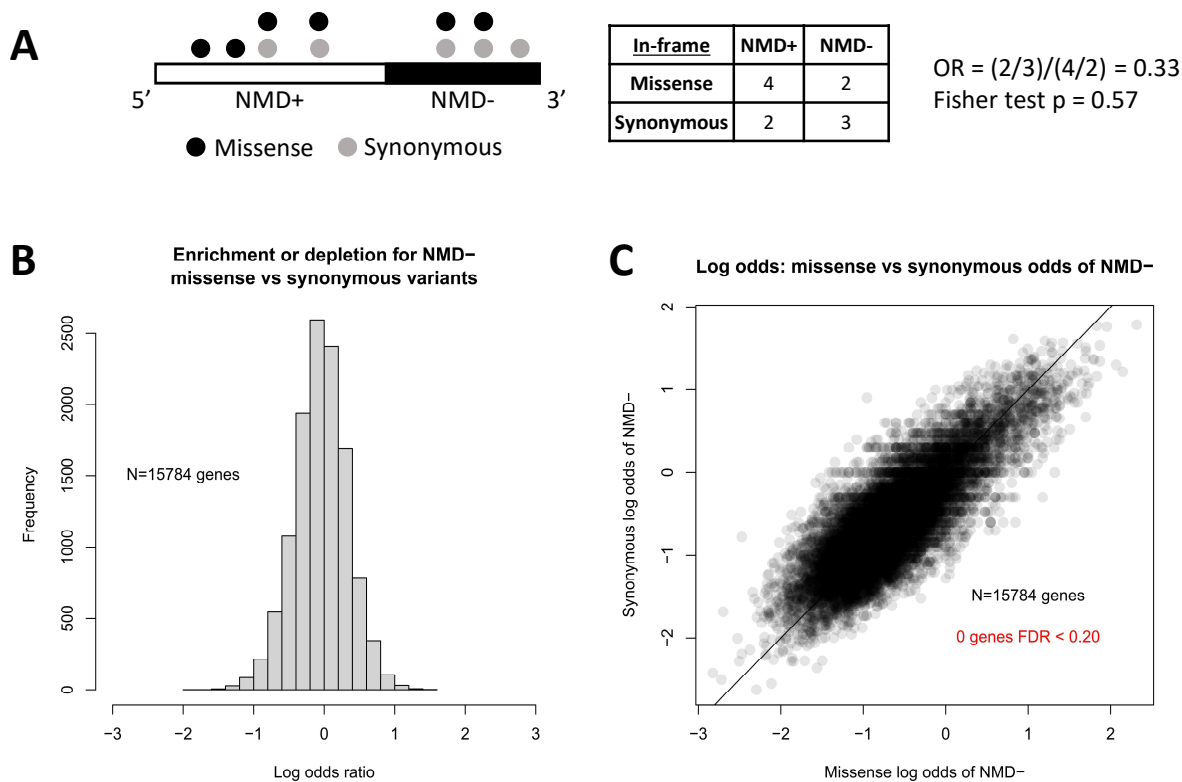 A
5’ NMD+ NMD- 3’
Missense Synonymous
In-frame NMD+ NMD-
Missense 4 2
Synonymous 2 3
OR = (2/3)/(4/2) = 0.33
Fisher test p = 0.57
B
Enrichment or depletion for NMD−
missense vs synonymous variants
Frequency
2500
2000
1500
1000
500
0
N=15784 genes
−3 −2 −1 0 1 2 3
Log odds ratio
C
Log odds: missense vs synonymous odds of NMD−
Synonymous log odds of NMD−
2
1
0
−1
−2
N=15784 genes
0 genes FDR < 0.20
−3 −2 −1 0 1 2
Missense log odds of NMD−